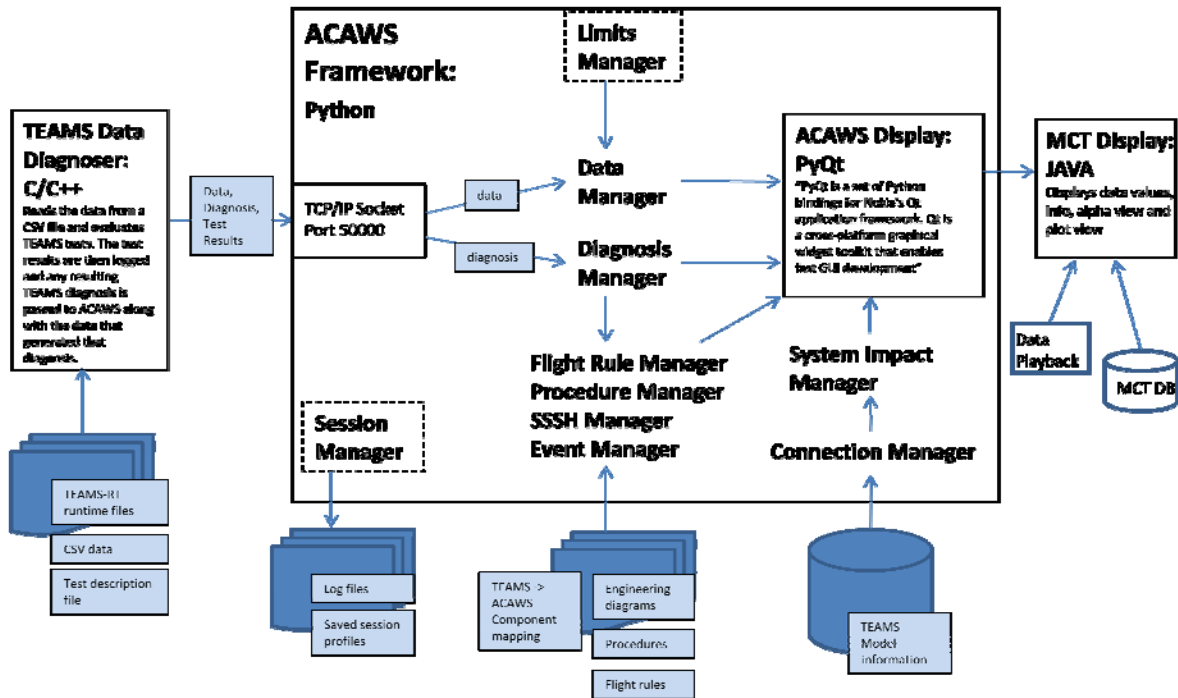 ACAWS
Framework:
Python
Limits
Manager
TEAMS Data
Diagnoser:
C/C++
Reads the data from a
CSV file and evaluates
TEAMS tests. The test
results are then logged
and any resulting
TEAMS diagnosis is
passed to ACAWS along
with the data that
generated that
diagnosis.
Data,
Diagnosis,
Test
Results
TCP/IP Socket
Port 50000
data
diagnosis
Data
Manager
Diagnosis
Manager
ACAWS Display:
PyQt
"PyQt is a set of Python
bindings for Nokia's Qt
application framework. Qt is
a cross-platform graphical
widget toolkit that enables
fast GUI development"
MCT Display:
JAVA
Displays data values,
info, alpha view and
plot view
Data
Playback
MCT DB
Flight Rule Manager
Procedure Manager
SSSH Manager
Event Manager
System Impact
Manager
Connection Manager
Session
Manager
TEAMS-RT
runtime files
CSV data
Test description
file
Log files
Saved session
profiles
TEAMS ->
ACAWS
Component
mapping
Engineering
diagrams
Procedures
Flight rules
TEAMS
Model
information